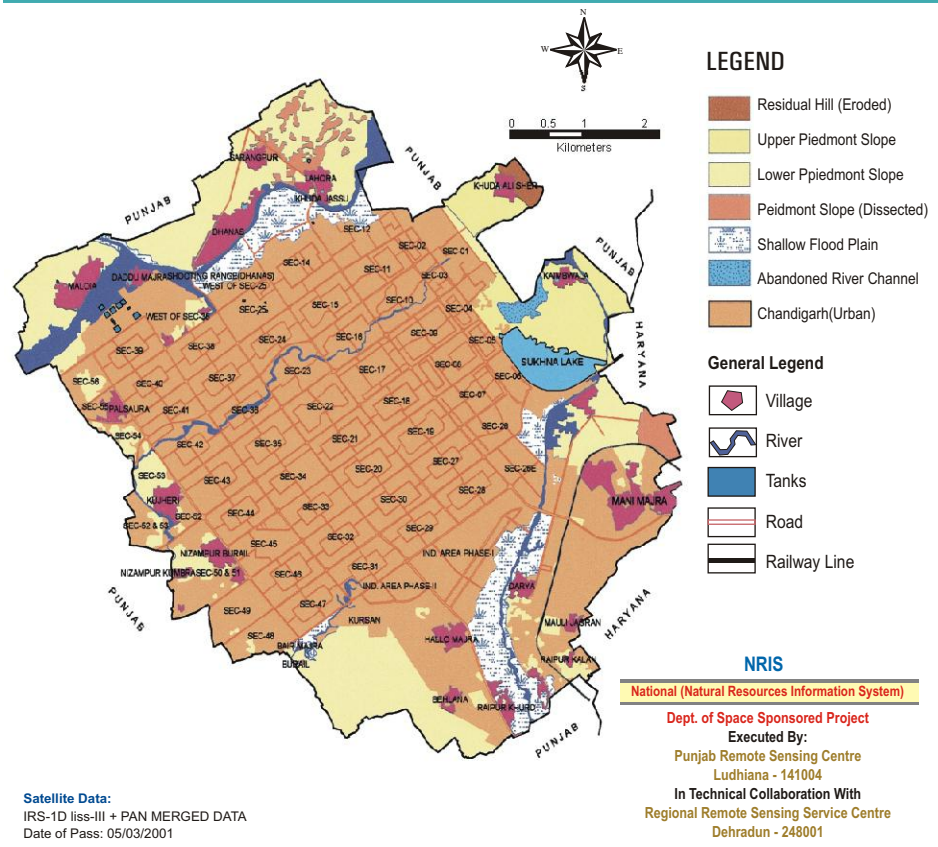 N
W E
S
0 0.5 1 2
Kilometers
LEGEND
Residual Hill (Eroded)
Upper Piedmont Slope
Lower Ppiedmont Slope
Peidmont Slope (Dissected)
Shallow Flood Plain
Abandoned River Channel
Chandigarh(Urban)
General Legend
Village
River
Tanks
Road
Railway Line
PUNJAB
PUNJAB
PUNJAB
HARYANA
HARYANA
PUNJAB
PUNJAB
SARANGPUR
LAHORA
KHUDA JASSU
KHUDA ALI SHER
DHANAS
SEC-12
SEC-02
SEC-01
SEC-14
SEC-11
SEC-03
KAIMBWALA
MALOIA
DADDU MAJRA
SHOOTING RANGE(DHANAS)
WEST OF SEC-25
SEC-25
SEC-15
SEC-10
SEC-04
WEST OF SEC-38
SEC-39
SEC-38
SEC-24
SEC-16
SEC-09
SEC-05
SUKHNA LAKE
SEC-56
SEC-40
SEC-37
SEC-23
SEC-17
SEC-08
SEC-06
SEC-55
PALSAURA
SEC-41
SEC-36
SEC-22
SEC-18
SEC-07
SEC-54
SEC-42
SEC-35
SEC-21
SEC-19
SEC-26
SEC-53
SEC-43
SEC-34
SEC-20
SEC-27
SEC-26E
KUJHERI
SEC-52
SEC-44
SEC-33
SEC-30
SEC-28
MANI MAJRA
SEC-52 & 53
SEC-45
SEC-32
SEC-29
NIZAMPUR BURAIL
IND. AREA PHASE-I
NIZAMPUR KUMBRA
SEC-50 & 51
SEC-46
SEC-31
IND. AREA PHASE-II
DARYA
SEC-49
SEC-47
KURSAN
SEC-48
HALLO MAJRA
MAULI JAGRAN
BAIR MAJRA
BURAIL
RAIPUR KALAN
BEHLANA
RAIPUR KHURD
NRIS
National (Natural Resources Information System)
Dept. of Space Sponsored Project
Executed By:
Punjab Remote Sensing Centre
Ludhiana - 141004
In Technical Collaboration With
Regional Remote Sensing Service Centre
Dehradun - 248001
Satellite Data:
IRS-1D liss-III + PAN MERGED DATA
Date of Pass: 05/03/2001